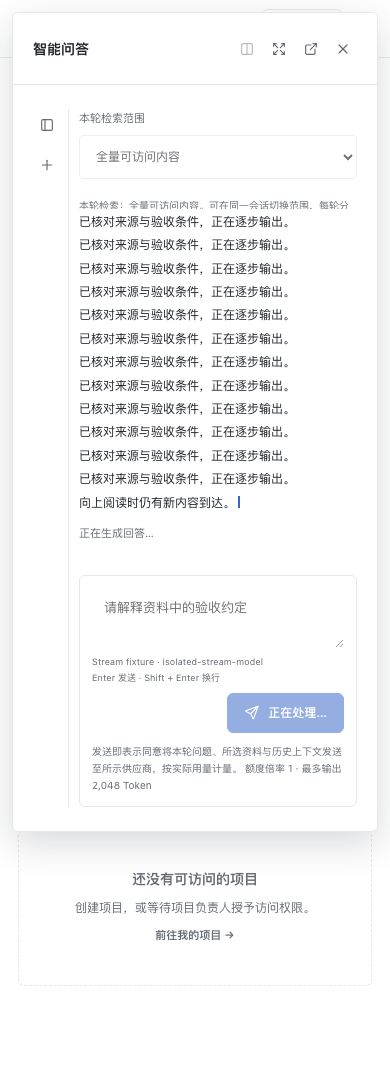 智能问答
本轮检索范围
全量可访问内容
本轮检索：全量可访问内容。可在同一会话切换范围，每轮分
已核对来源与验收条件，正在逐步输出。
已核对来源与验收条件，正在逐步输出。
已核对来源与验收条件，正在逐步输出。
已核对来源与验收条件，正在逐步输出。
已核对来源与验收条件，正在逐步输出。
已核对来源与验收条件，正在逐步输出。
已核对来源与验收条件，正在逐步输出。
已核对来源与验收条件，正在逐步输出。
已核对来源与验收条件，正在逐步输出。
已核对来源与验收条件，正在逐步输出。
已核对来源与验收条件，正在逐步输出。
已核对来源与验收条件，正在逐步输出。
向上阅读时仍有新内容到达。
正在生成回答…
请解释资料中的验收约定
Stream fixture · isolated-stream-model
Enter 发送 · Shift + Enter 换行
正在处理…
发送即表示同意将本轮问题、所选资料与历史上下文发送
至所示供应商，按实际用量计量。 额度倍率 1 · 最多输出
2,048 Token
还没有可访问的项目
创建项目，或等待项目负责人授予访问权限。
前往我的项目 →